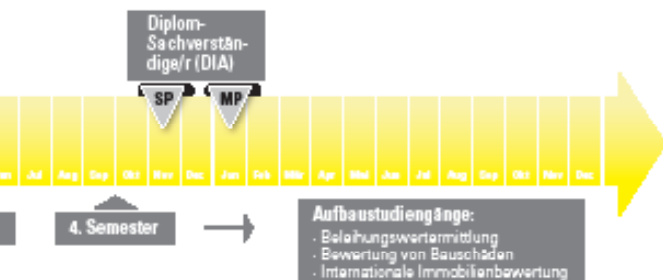 Diplom-
Sachverstän-
dige/r (DIA)
SP MP
Jul Aug Sep Okt Nov Dez Jan Feb Mär Apr Mai Jun Jul Aug Sep Okt Nov Dez
4. Semester
Aufbaustudiengänge:
- Beleihungswertermittlung
- Bewertung von Bauschäden
- Internationale Immobilienbewertung